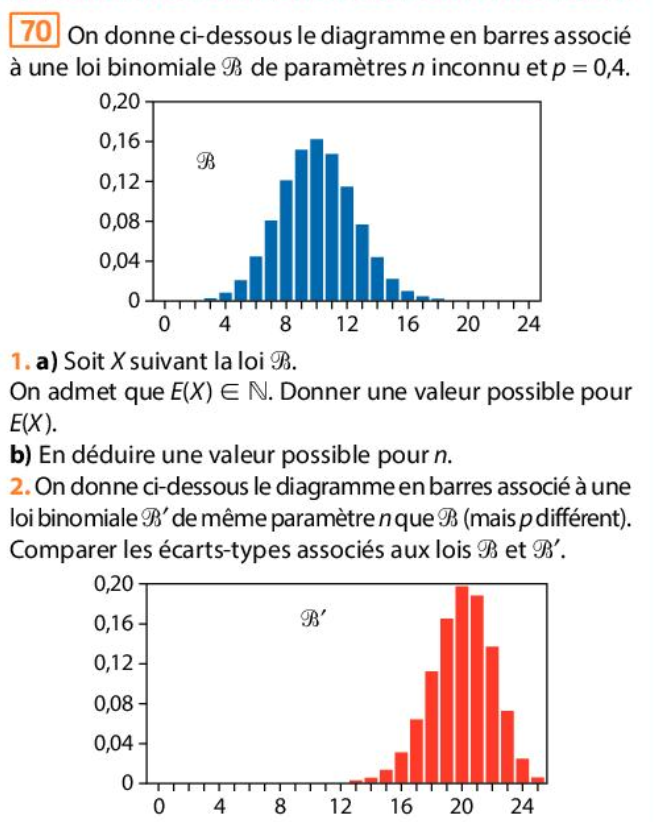 70 On donne ci-dessous le diagramme en barres associé
à une loi binomiale ℬ de paramètres n inconnu et p = 0,4.
0,20
0,16
ℬ
0,12
0,08
0,04
0
0 4 8 12 16 20 24
1. a) Soit X suivant la loi ℬ.
On admet que E(X) ∈ ℕ. Donner une valeur possible pour
E(X).
b) En déduire une valeur possible pour n.
2. On donne ci-dessous le diagramme en barres associé à une
loi binomiale ℬ′ de même paramètre n que ℬ (mais p différent).
Comparer les écarts-types associés aux lois ℬ et ℬ′.
0,20
0,16
ℬ′
0,12
0,08
0,04
0
0 4 8 12 16 20 24